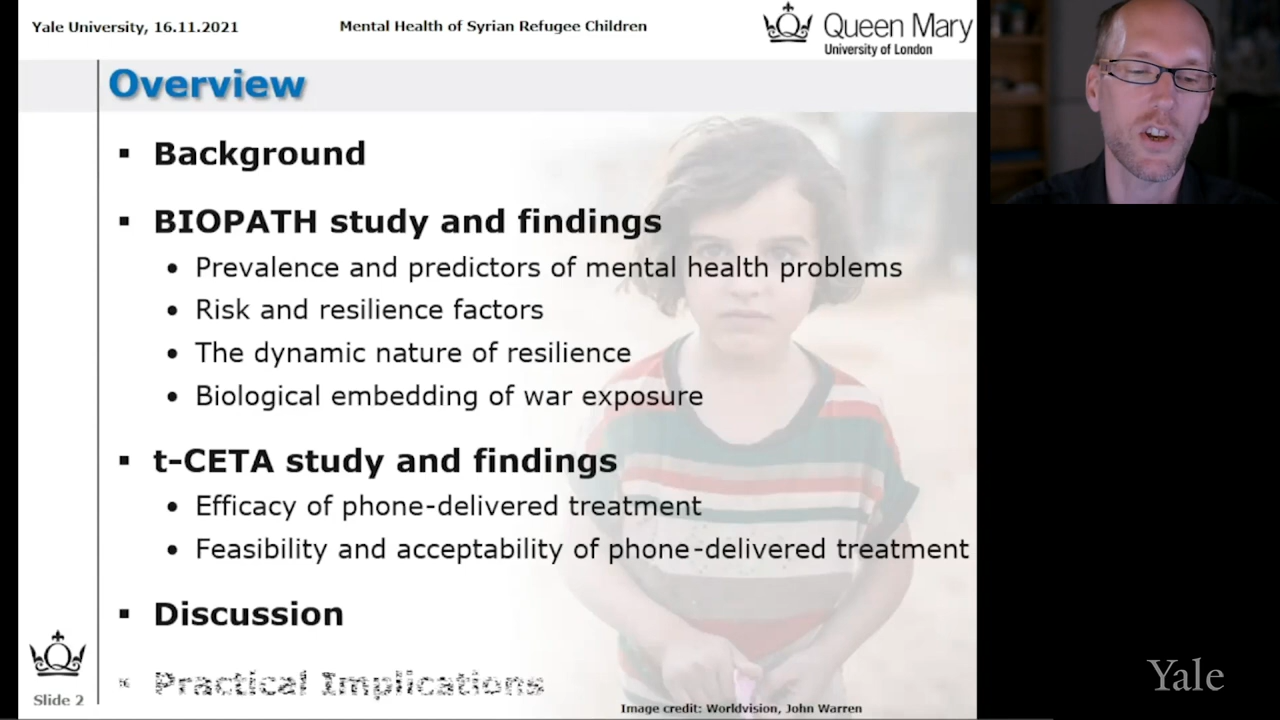 Yale University, 16.11.2021
Mental Health of Syrian Refugee Children
Queen Mary
University of London
Overview
▪ Background
▪ BIOPATH study and findings
• Prevalence and predictors of mental health problems
• Risk and resilience factors
• The dynamic nature of resilience
• Biological embedding of war exposure
▪ t-CETA study and findings
• Efficacy of phone-delivered treatment
• Feasibility and acceptability of phone-delivered treatment
▪ Discussion
▪ Practical Implications
Slide 2
Image credit: Worldvision, John Warren
Yale